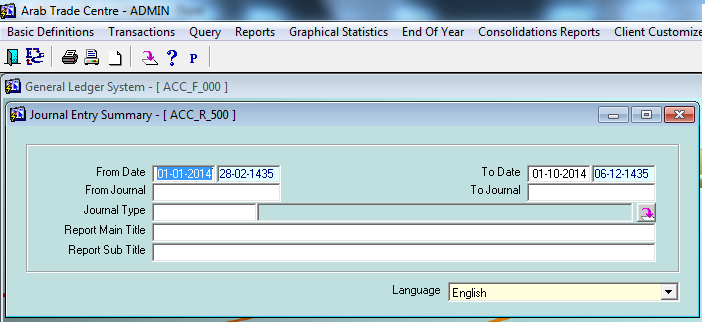 Arab Trade Centre - ADMIN
Basic Definitions Transactions Query Reports Graphical Statistics End Of Year Consolidations Reports Client Customize
? P
General Ledger System - [ ACC_F_000 ]
Journal Entry Summary - [ ACC_R_500 ]
From Date 01-01-2014 28-02-1435 To Date 01-10-2014 06-12-1435
From Journal To Journal
Journal Type
Report Main Title
Report Sub Title
Language English